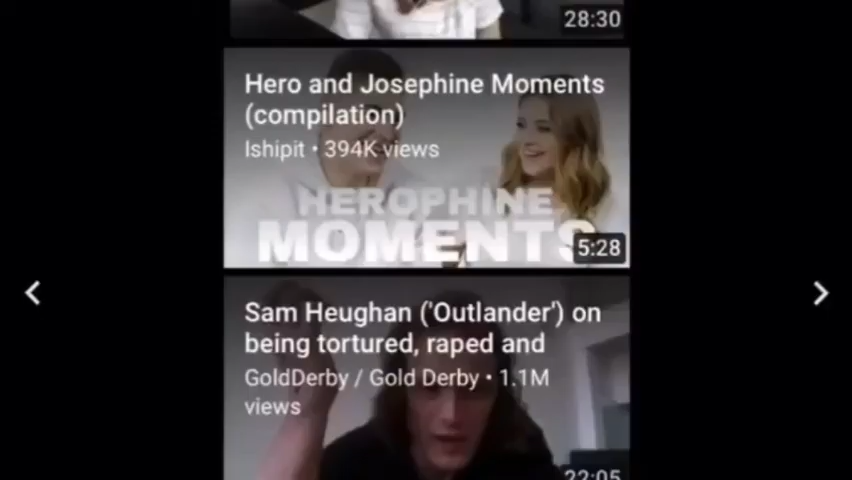 28:30
Hero and Josephine Moments
(compilation)
Ishipit • 394K views
HEROPHINE
MOMENTS
5:28
Sam Heughan ('Outlander') on
being tortured, raped and
GoldDerby / Gold Derby • 1.1M
views
22:05